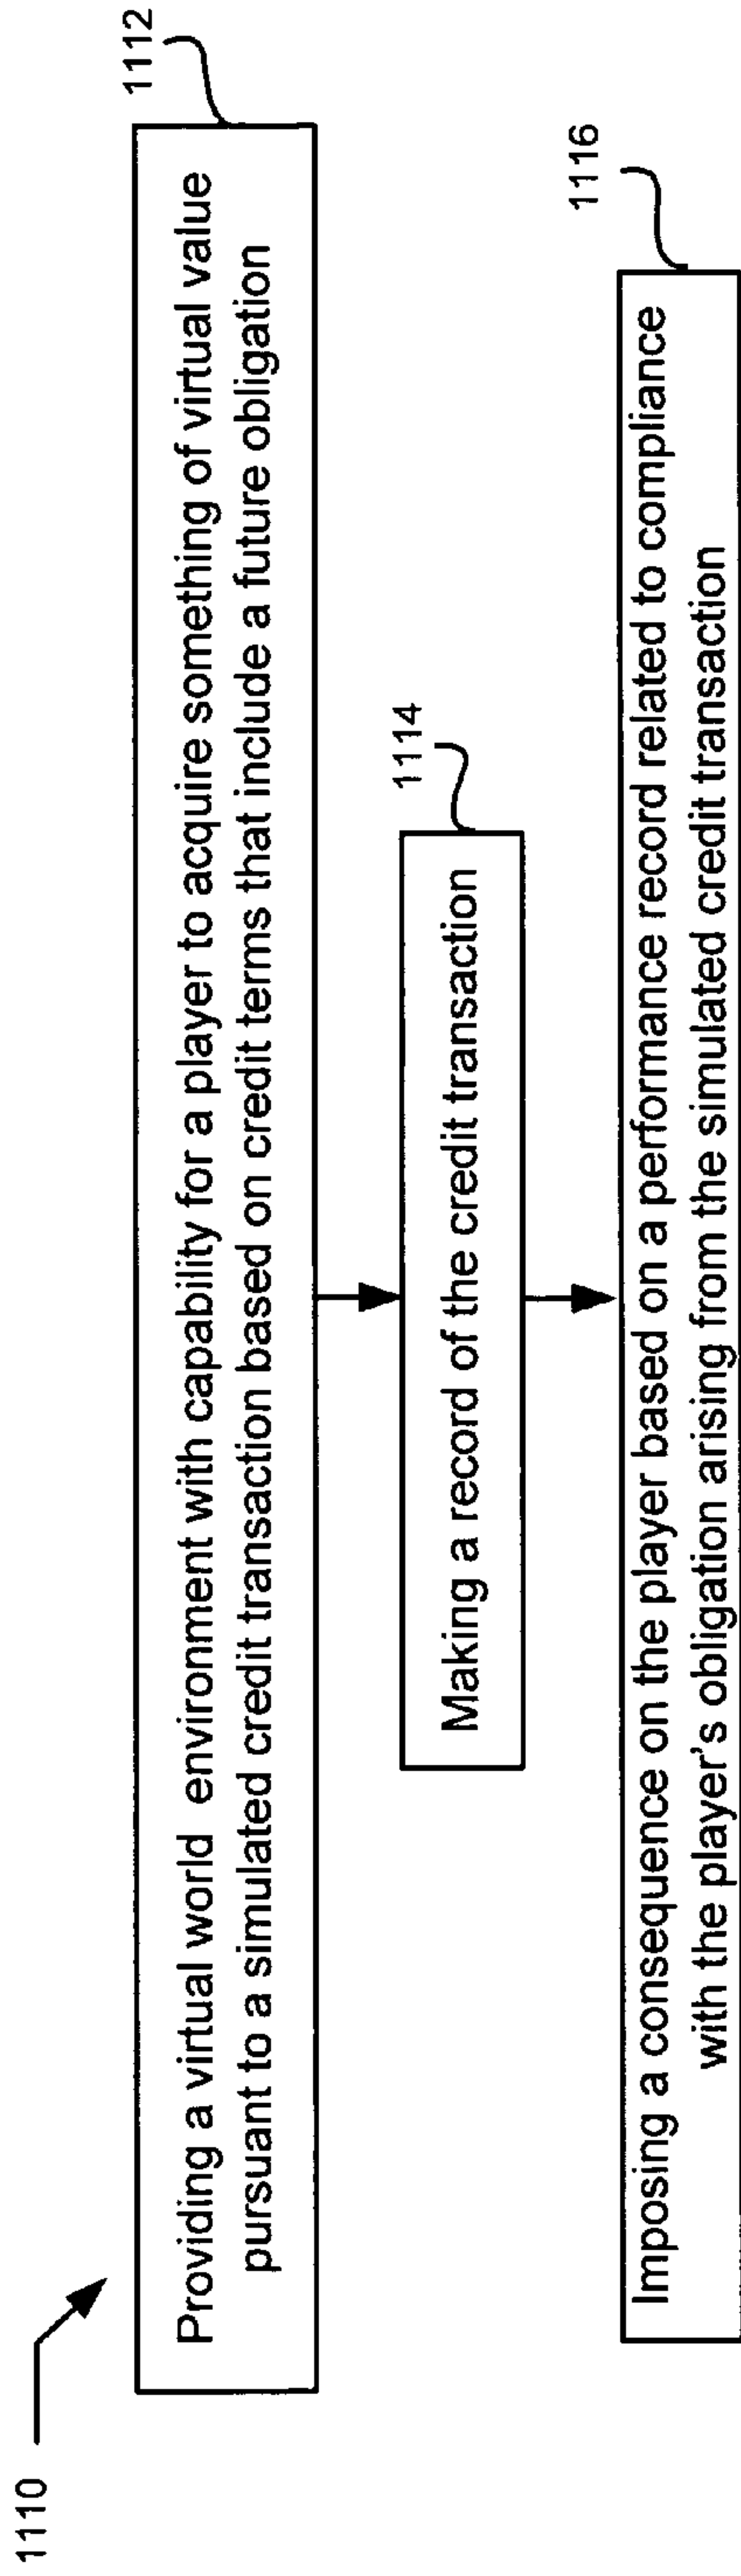 1110
1112
Providing a virtual world environment with capability for a player to acquire something of virtual value
pursuant to a simulated credit transaction based on credit terms that include a future obligation
1114
Making a record of the credit transaction
1116
Imposing a consequence on the player based on a performance record related to compliance
with the player's obligation arising from the simulated credit transaction